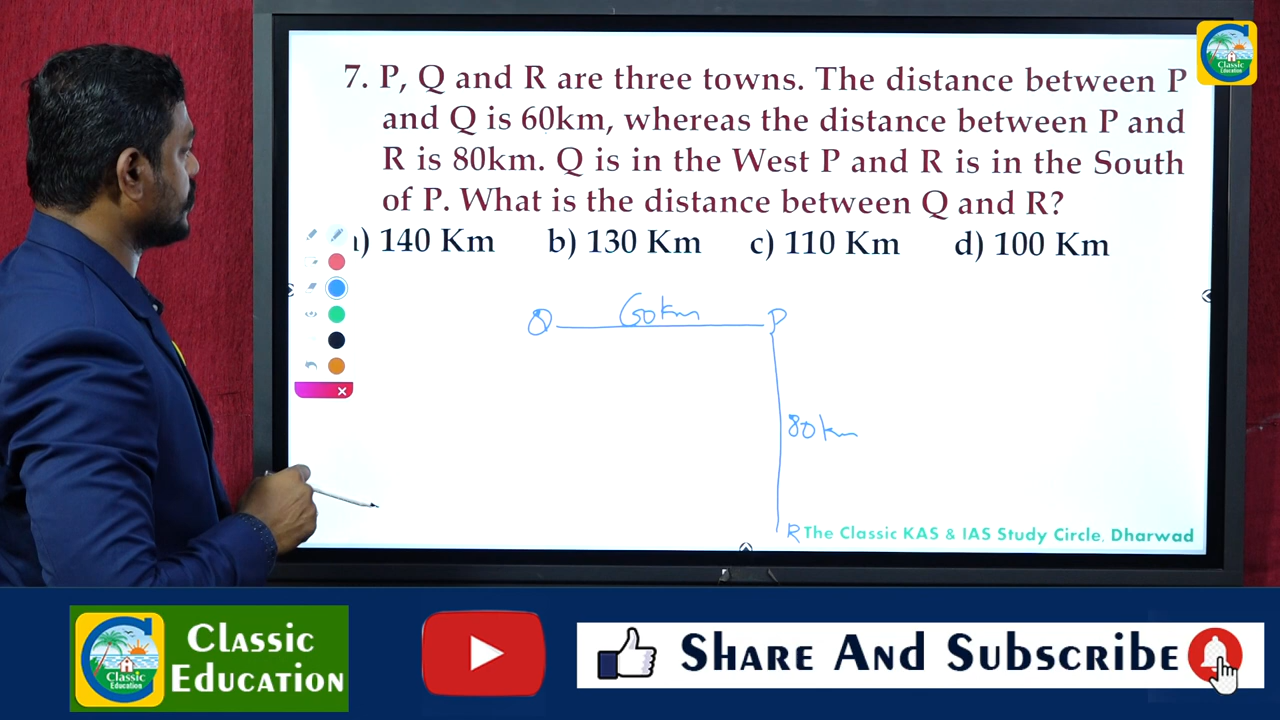 7. P, Q and R are three towns. The distance between P
and Q is 60km, whereas the distance between P and
R is 80km. Q is in the West P and R is in the South
of P. What is the distance between Q and R?
) 140 Km b) 130 Km c) 110 Km d) 100 Km
Q 60km P
80km
R The Classic KAS & IAS Study Circle, Dharwad
Classic
Education
Classic
Education
Classic
Education
SHARE AND SUBSCRIBE